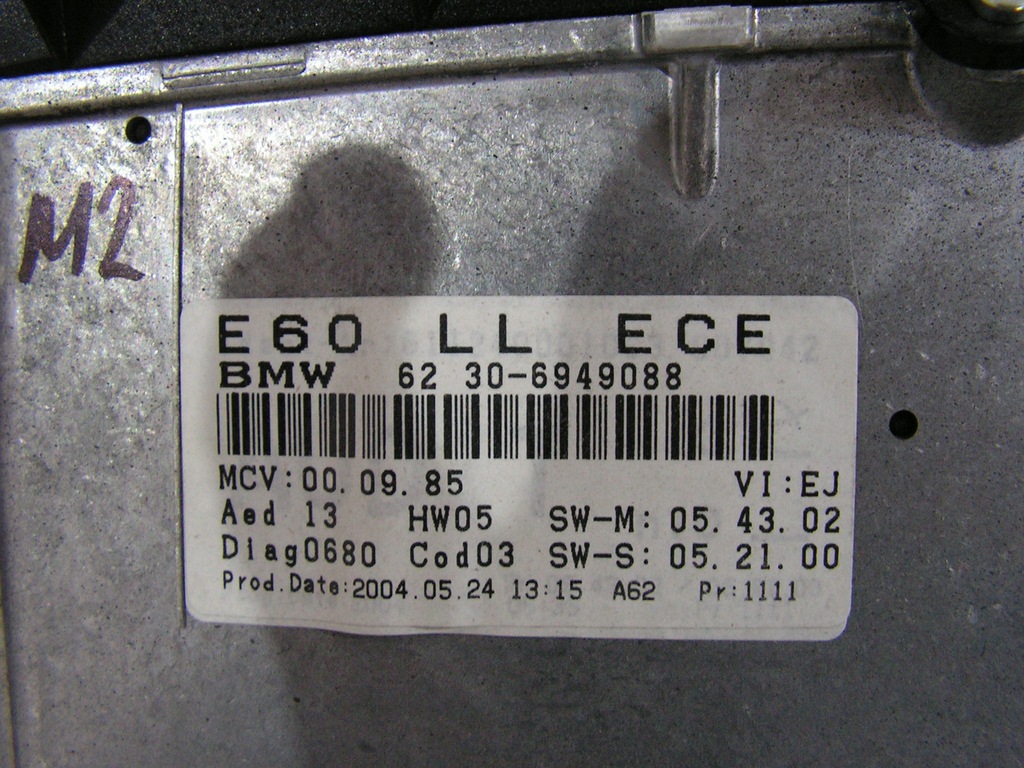 M2
E60 LL ECE
BMW 62 30-6949088
MCV:00.09.85 VI:EJ
Aed 13 HW05 SW-M: 05.43.02
Diag0680 Cod03 SW-S: 05.21.00
Prod.Date:2004.05.24 13:15 A62 Pr:1111